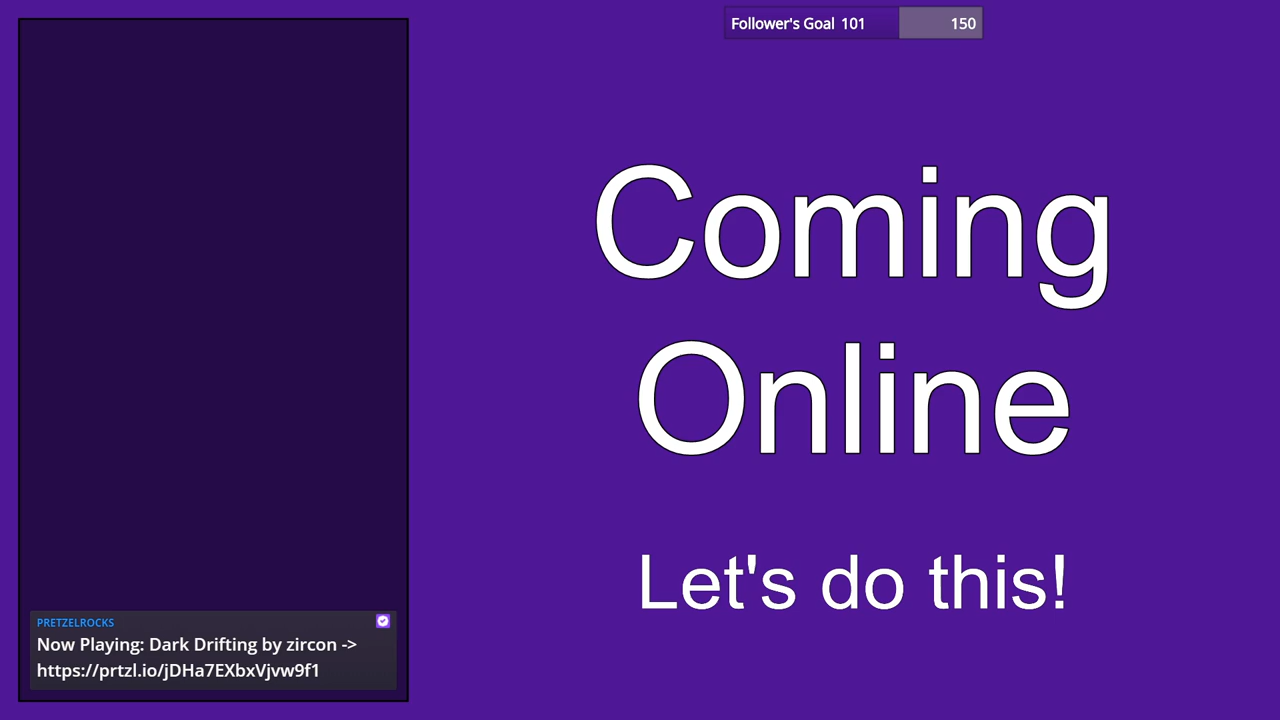 Follower's Goal 101 150
Coming
Online
Let's do this!
PRETZELROCKS
Now Playing: Dark Drifting by zircon ->
https://prtzl.io/jDHa7EXbxVjvw9f1